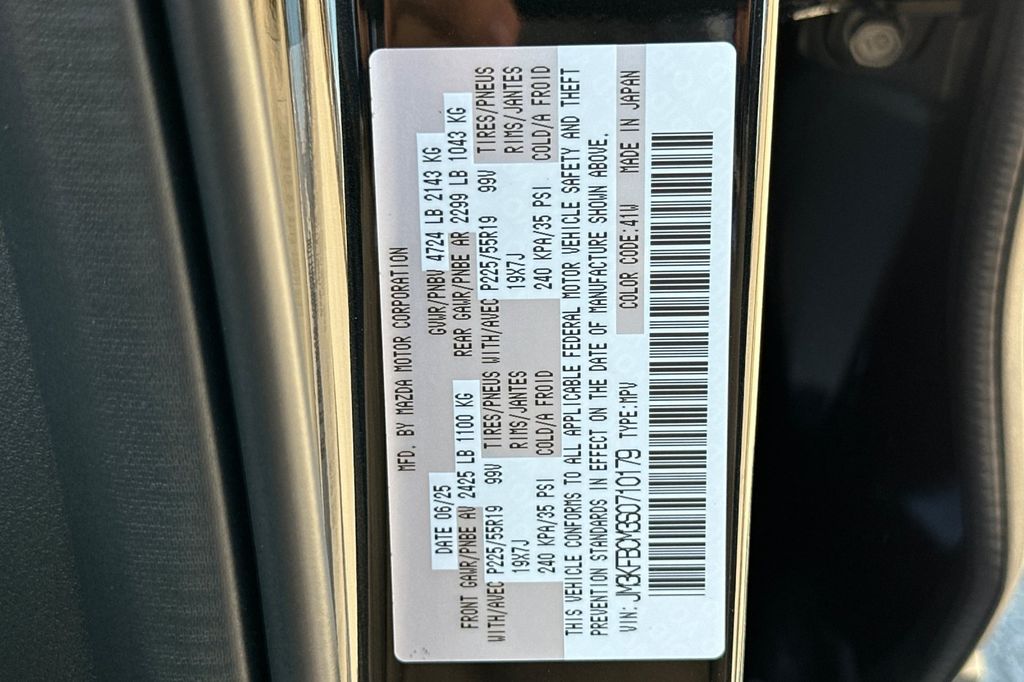 MFD. BY MAZDA MOTOR CORPORATION
DATE 06/25 GVWR/PNBV 4724 LB 2143 KG
FRONT GAWR/PNBE AV 2425 LB 1100 KG REAR GAWR/PNBE AR 2299 LB 1043 KG
WITH/AVEC P225/55R19 99V TIRES/PNEUS WITH/AVEC P225/55R19 99V TIRES/PNEUS
19X7J RIMS/JANTES 19X7J RIMS/JANTES
240 KPA/35 PSI COLD/A FROID 240 KPA/35 PSI COLD/A FROID
THIS VEHICLE CONFORMS TO ALL APPLICABLE FEDERAL MOTOR VEHICLE SAFETY AND THEFT
PREVENTION STANDARDS IN EFFECT ON THE DATE OF MANUFACTURE SHOWN ABOVE.
VIN: JM3KFBCM3S0710179 TYPE:MPV COLOR CODE:41W MADE IN JAPAN